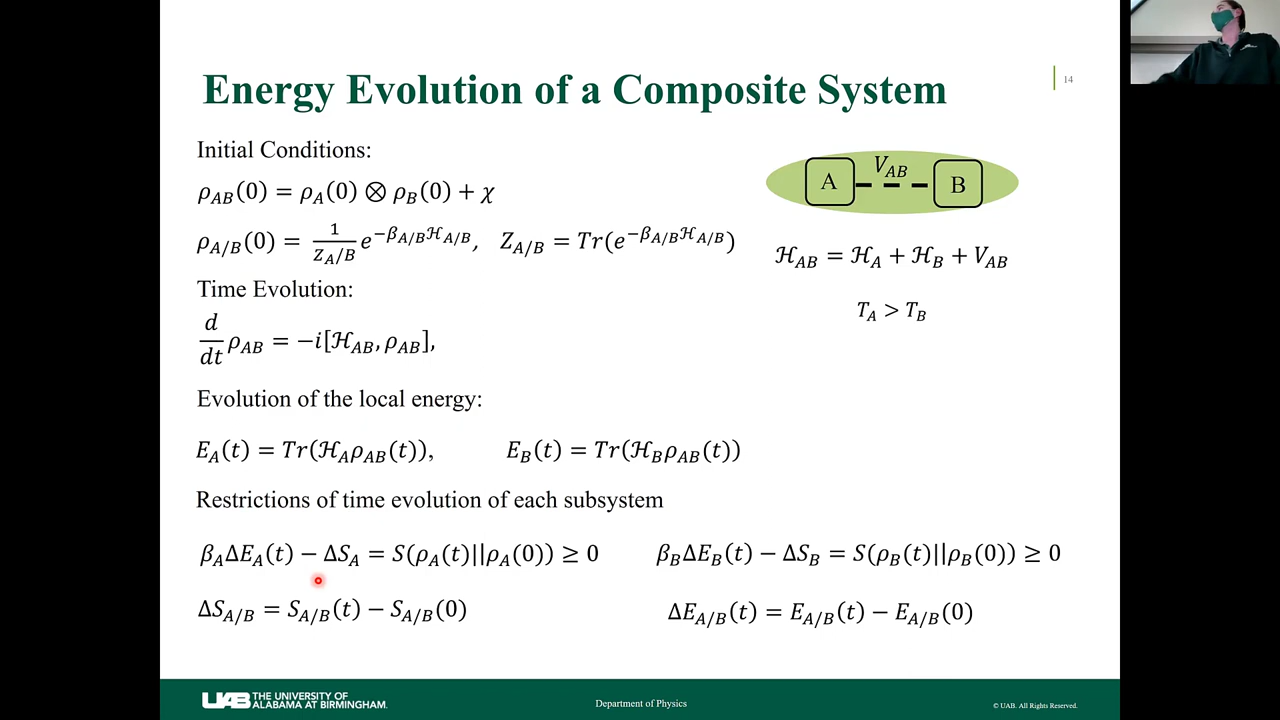 Energy Evolution of a Composite System
14
Initial Conditions:
ρ_AB(0) = ρ_A(0) ⊗ ρ_B(0) + χ
ρ_A/B(0) = 1/Z_A/B e^{−β_A/B ℋ_A/B}, Z_A/B = Tr(e^{−β_A/B ℋ_A/B})
Time Evolution:
d/dt ρ_AB = −i[ℋ_AB, ρ_AB],
A V_AB B
ℋ_AB = ℋ_A + ℋ_B + V_AB
T_A > T_B
Evolution of the local energy:
E_A(t) = Tr(ℋ_A ρ_AB(t)), E_B(t) = Tr(ℋ_B ρ_AB(t))
Restrictions of time evolution of each subsystem
β_A ΔE_A(t) − ΔS_A = S(ρ_A(t)||ρ_A(0)) ≥ 0 β_B ΔE_B(t) − ΔS_B = S(ρ_B(t)||ρ_B(0)) ≥ 0
ΔS_A/B = S_A/B(t) − S_A/B(0) ΔE_A/B(t) = E_A/B(t) − E_A/B(0)
UAB THE UNIVERSITY OF
ALABAMA AT BIRMINGHAM.
Department of Physics
© UAB. All Rights Reserved.